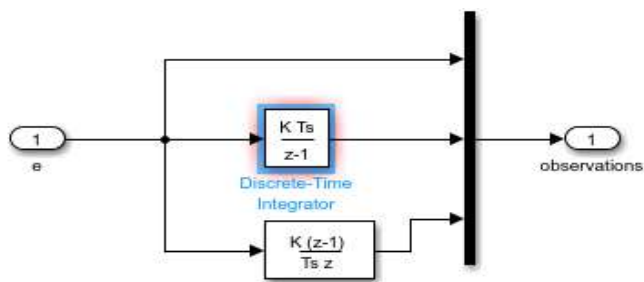 1
e
K Ts
z-1
Discrete-Time
Integrator
K (z-1)
Ts z
1
observations